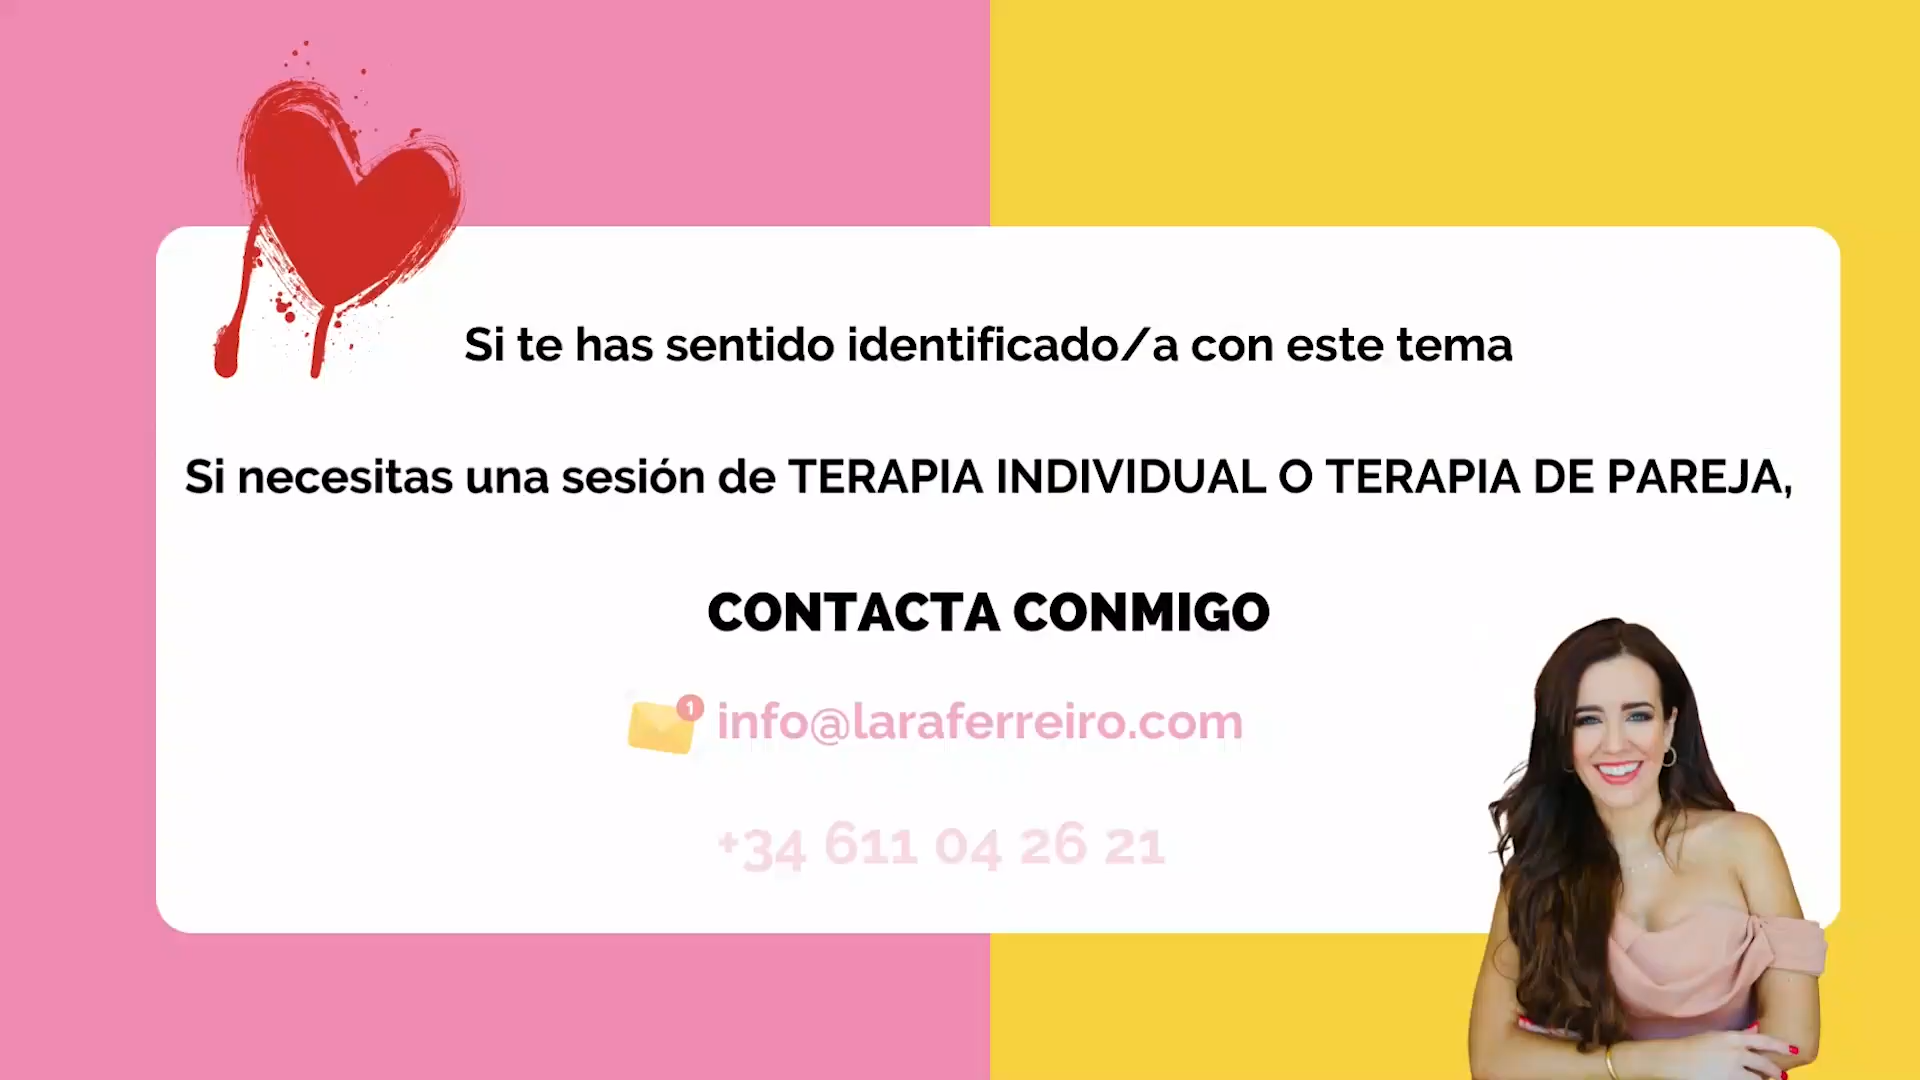 Si te has sentido identificado/a con este tema
Si necesitas una sesión de TERAPIA INDIVIDUAL O TERAPIA DE PAREJA,
CONTACTA CONMIGO
1
info@laraferreiro.com
+34 611 04 26 21